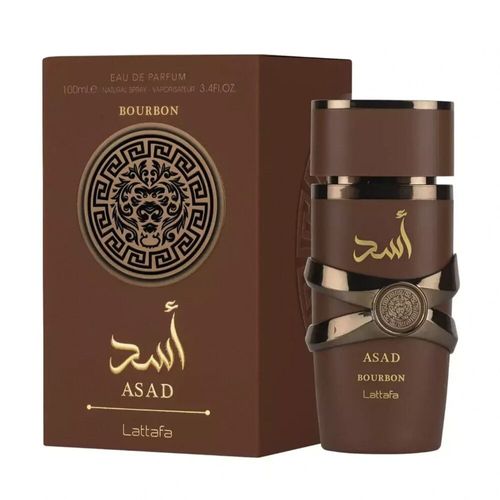 EAU DE PARFUM
100ml.e NATURAL SPRAY - VAPORISATEUR 3.4FL.OZ.
BOURBON
أسد
ASAD
Lattafa
أسد
ASAD
BOURBON
Lattafa